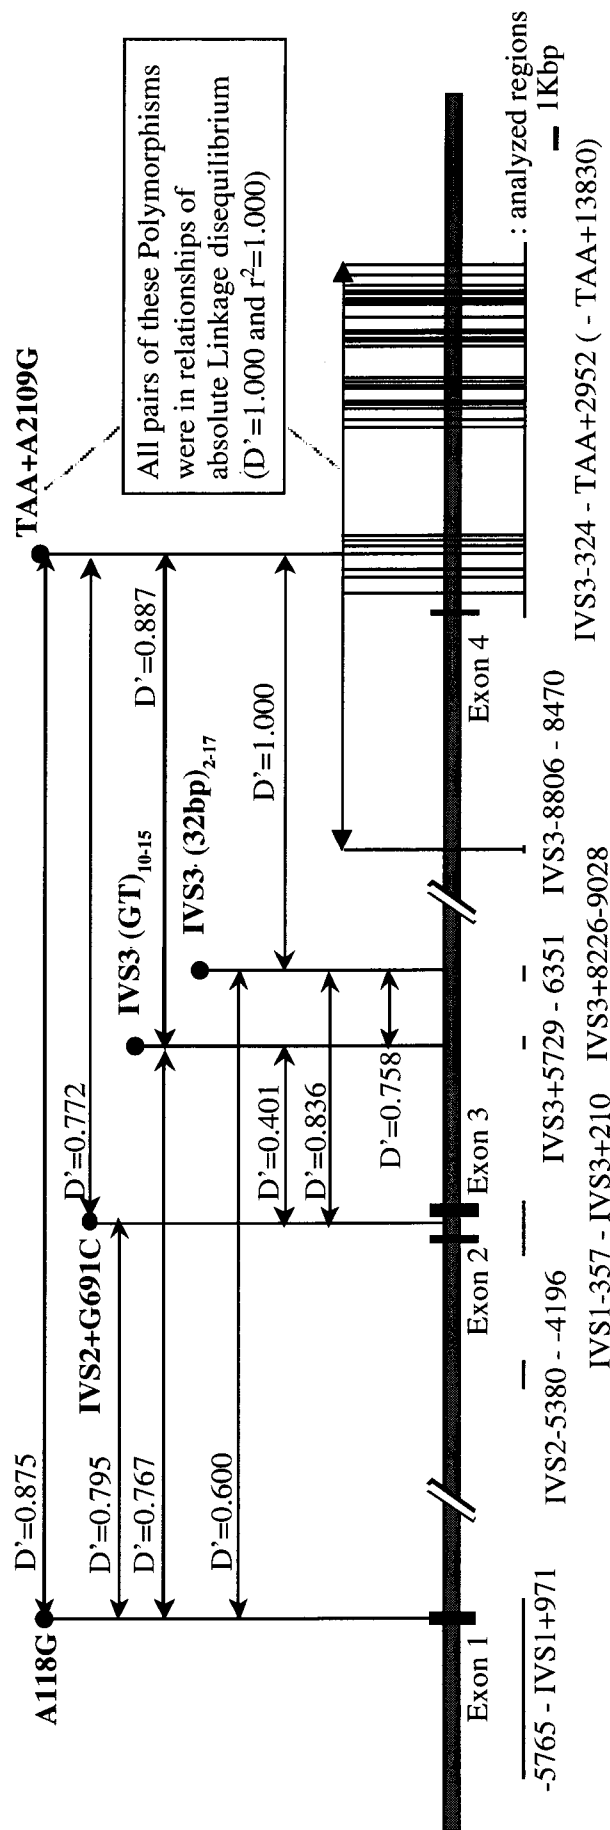 A118G
D'=0.875
D'=0.795
D'=0.767
D'=0.600
IVS2+G691C
D'=0.772
IVS3 (GT)10-15
D'=0.401
D'=0.836
D'=0.758
IVS3 (32bp)2-17
D'=1.000
D'=0.887
TAA+A2109G
All pairs of these Polymorphisms
were in relationships of
absolute Linkage disequilibrium
(D'=1.000 and r²=1.000)
Exon 1
Exon 2
Exon 3
Exon 4
: analyzed regions
1Kbp
-5765 - IVS1+971
IVS2-5380 - -4196
IVS1-357 - IVS3+210
IVS3+5729 - 6351
IVS3+8226-9028
IVS3-8806 - 8470
IVS3-324 - TAA+2952 ( - TAA+13830)